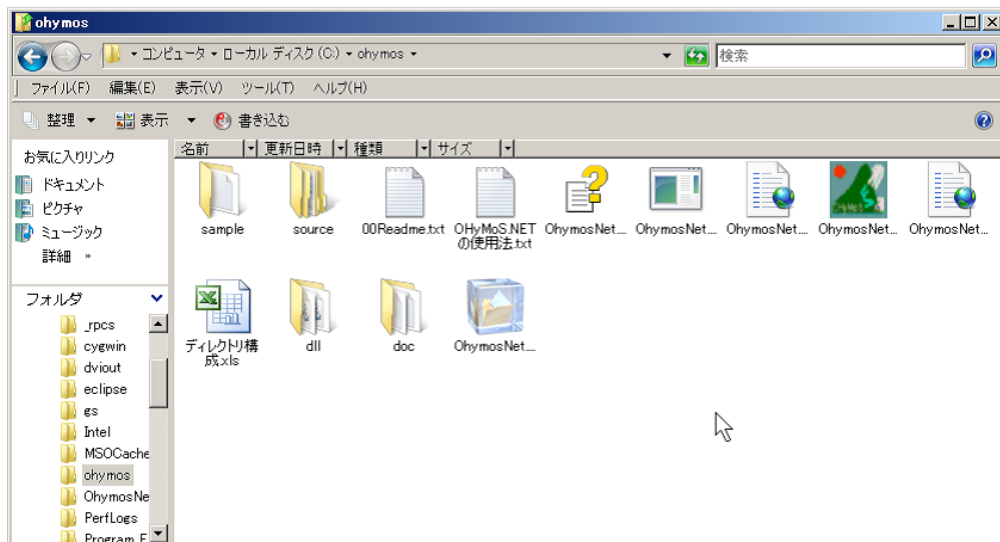 ohymos
コンピュータ ローカル ディスク (C:) ohymos
検索
ファイル(F) 編集(E) 表示(V) ツール(T) ヘルプ(H)
整理 表示 書き込む
お気に入りリンク
ドキュメント
ピクチャ
ミュージック
詳細 »
フォルダ
_rpcs
cygwin
dviout
eclipse
gs
Intel
MSOCache
ohymos
OhymosNe
PerfLogs
Program F
名前 更新日時 種類 サイズ
sample source 00Readme.txt OHyMoS.NET の使用法.txt OhymosNet... OhymosNet... OhymosNet... OhymosNet... OhymosNet...
ディレクトリ構成.xls dll doc OhymosNet...